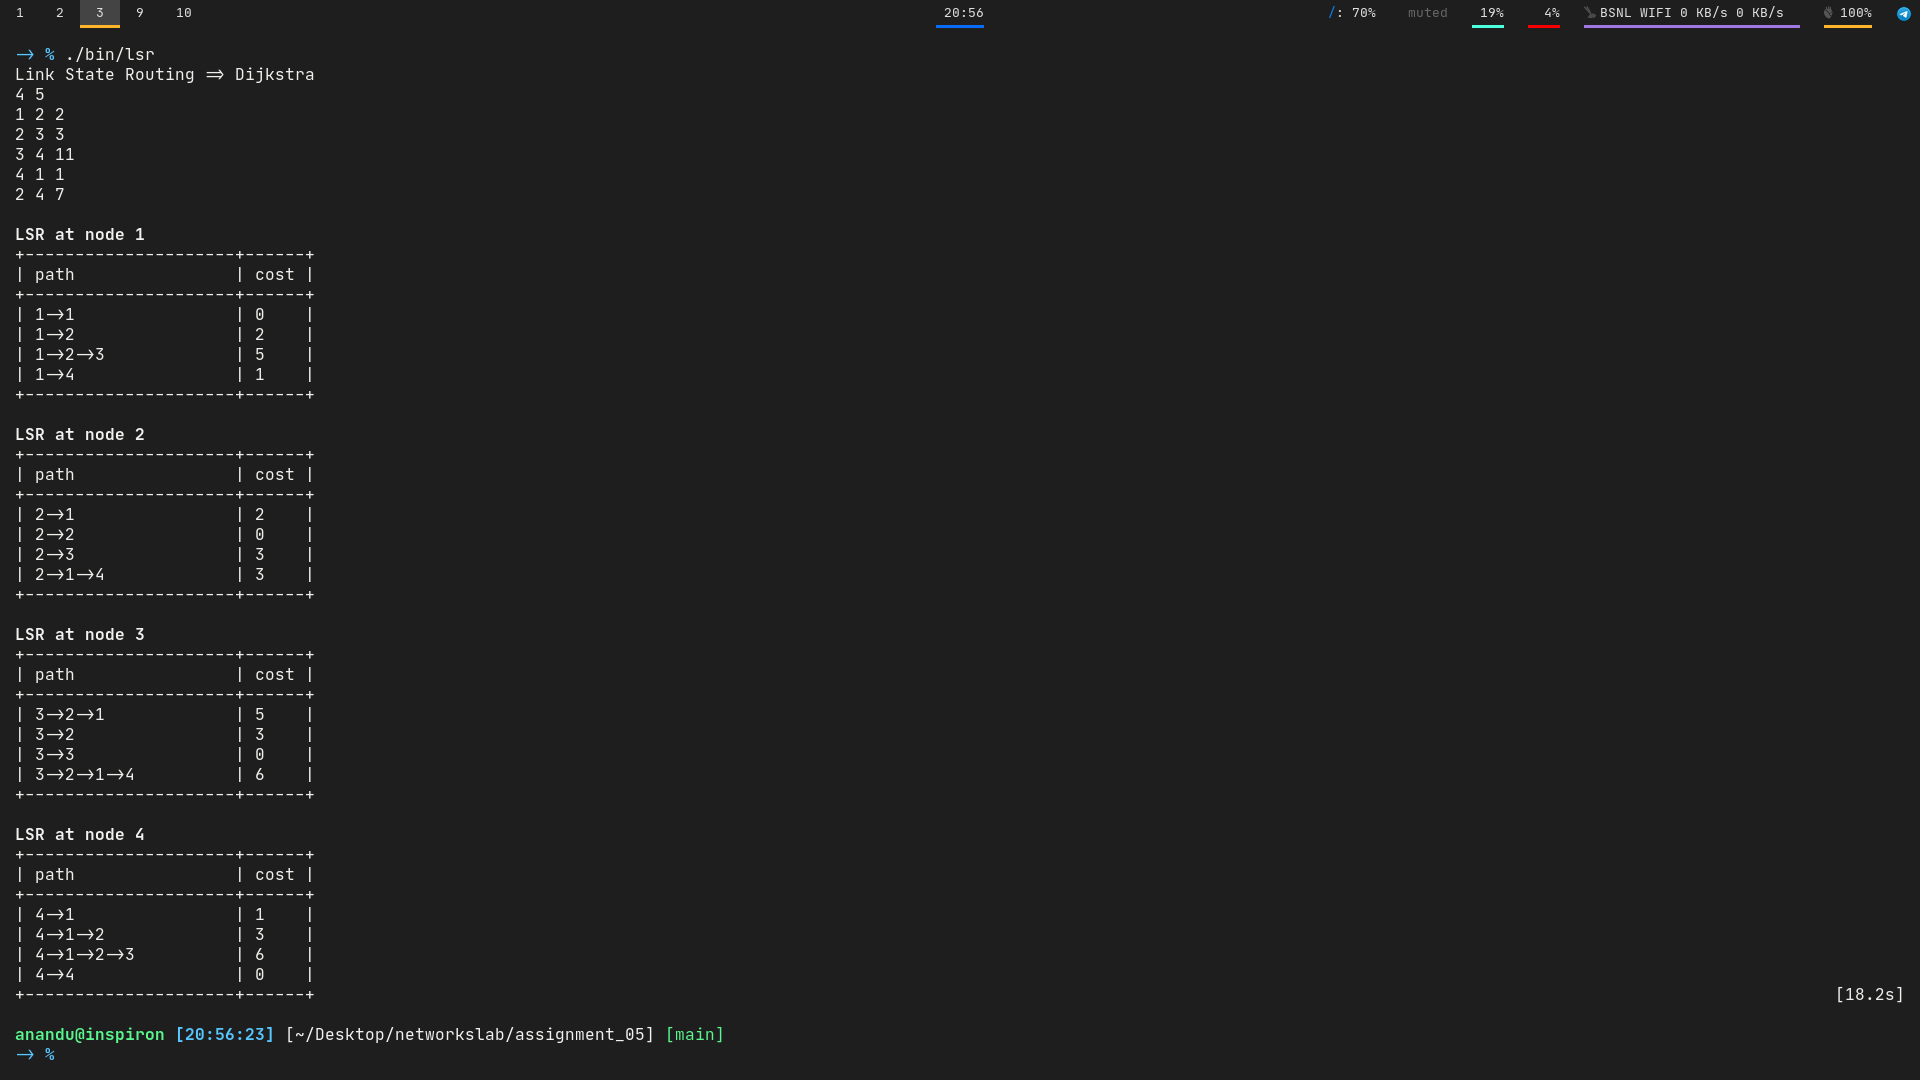 1 2 3 9 10 20:56 /: 70% muted 19% 4% BSNL WIFI 0 KB/s 0 KB/s 100%
—> % ./bin/lsr
Link State Routing => Dijkstra
4 5
1 2 2
2 3 3
3 4 11
4 1 1
2 4 7
LSR at node 1
+---------------------+------+
| path                | cost |
+---------------------+------+
| 1->1                | 0    |
| 1->2                | 2    |
| 1->2->3             | 5    |
| 1->4                | 1    |
+---------------------+------+
LSR at node 2
+---------------------+------+
| path                | cost |
+---------------------+------+
| 2->1                | 2    |
| 2->2                | 0    |
| 2->3                | 3    |
| 2->1->4             | 3    |
+---------------------+------+
LSR at node 3
+---------------------+------+
| path                | cost |
+---------------------+------+
| 3->2->1             | 5    |
| 3->2                | 3    |
| 3->3                | 0    |
| 3->2->1->4          | 6    |
+---------------------+------+
LSR at node 4
+---------------------+------+
| path                | cost |
+---------------------+------+
| 4->1                | 1    |
| 4->1->2             | 3    |
| 4->1->2->3          | 6    |
| 4->4                | 0    |
+---------------------+------+ [18.2s]
anandu@inspiron [20:56:23] [~/Desktop/networkslab/assignment_05] [main]
—> %